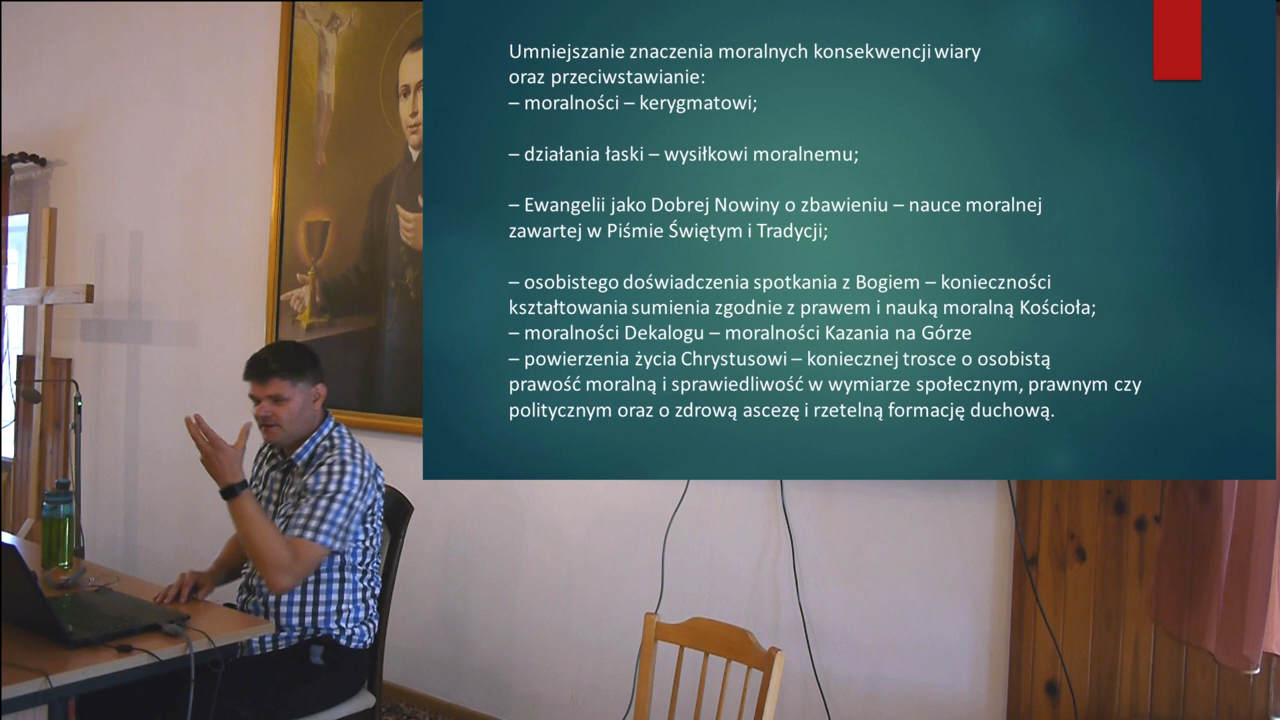 Umniejszanie znaczenia moralnych konsekwencji wiary
oraz przeciwstawianie:
– moralności – kerygmatowi;
– działania łaski – wysiłkowi moralnemu;
– Ewangelii jako Dobrej Nowiny o zbawieniu – nauce moralnej
zawartej w Piśmie Świętym i Tradycji;
– osobistego doświadczenia spotkania z Bogiem – konieczności
kształtowania sumienia zgodnie z prawem i nauką moralną Kościoła;
– moralności Dekalogu – moralności Kazania na Górze
– powierzenia życia Chrystusowi – koniecznej trosce o osobistą
prawość moralną i sprawiedliwość w wymiarze społecznym, prawnym czy
politycznym oraz o zdrową ascezę i rzetelną formację duchową.